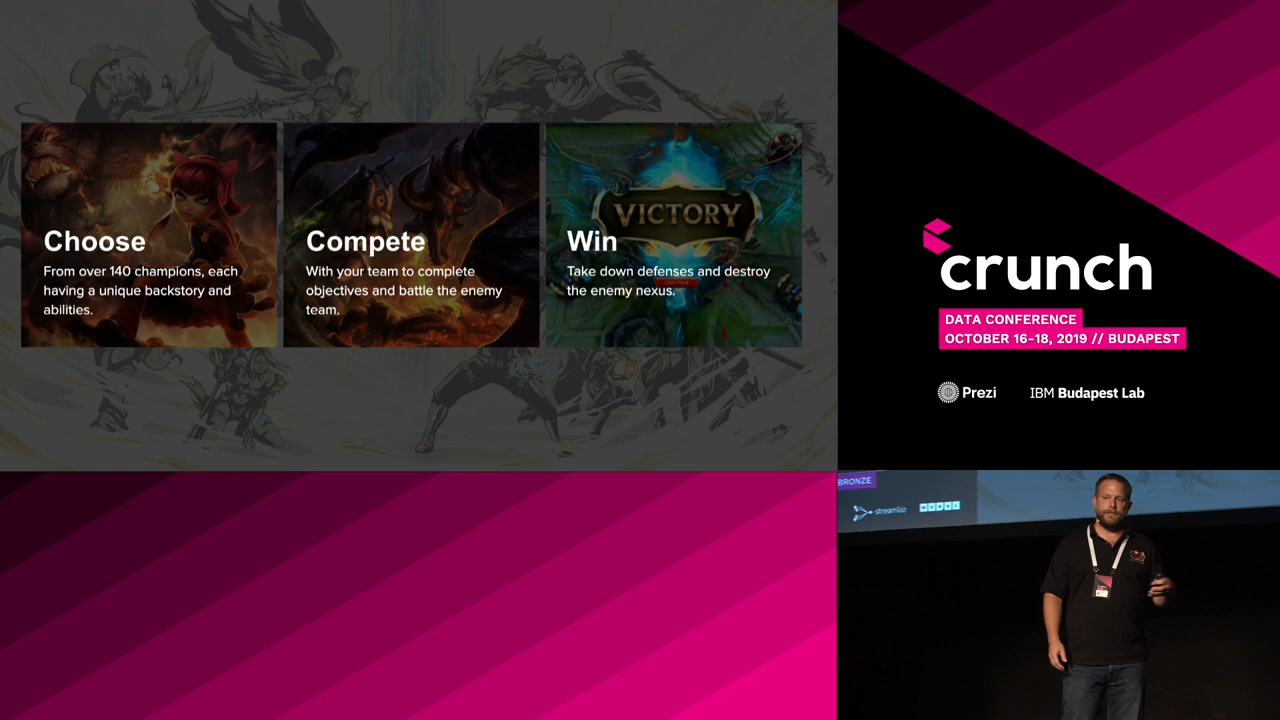 Choose
From over 140 champions, each
having a unique backstory and
abilities.
Compete
With your team to complete
objectives and battle the enemy
team.
VICTORY
Win
Take down defenses and destroy
the enemy nexus.
crunch
DATA CONFERENCE
OCTOBER 16-18, 2019 // BUDAPEST
Prezi
IBM Budapest Lab
BRONZE
streamlio